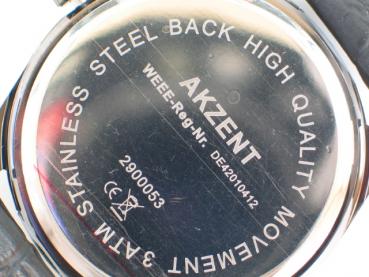 STAINLESS STEEL BACK HIGH QUALITY MOVEMENT 3 ATM
AKZENT
WEEE-Reg-Nr. DE42010412
2900053
CE